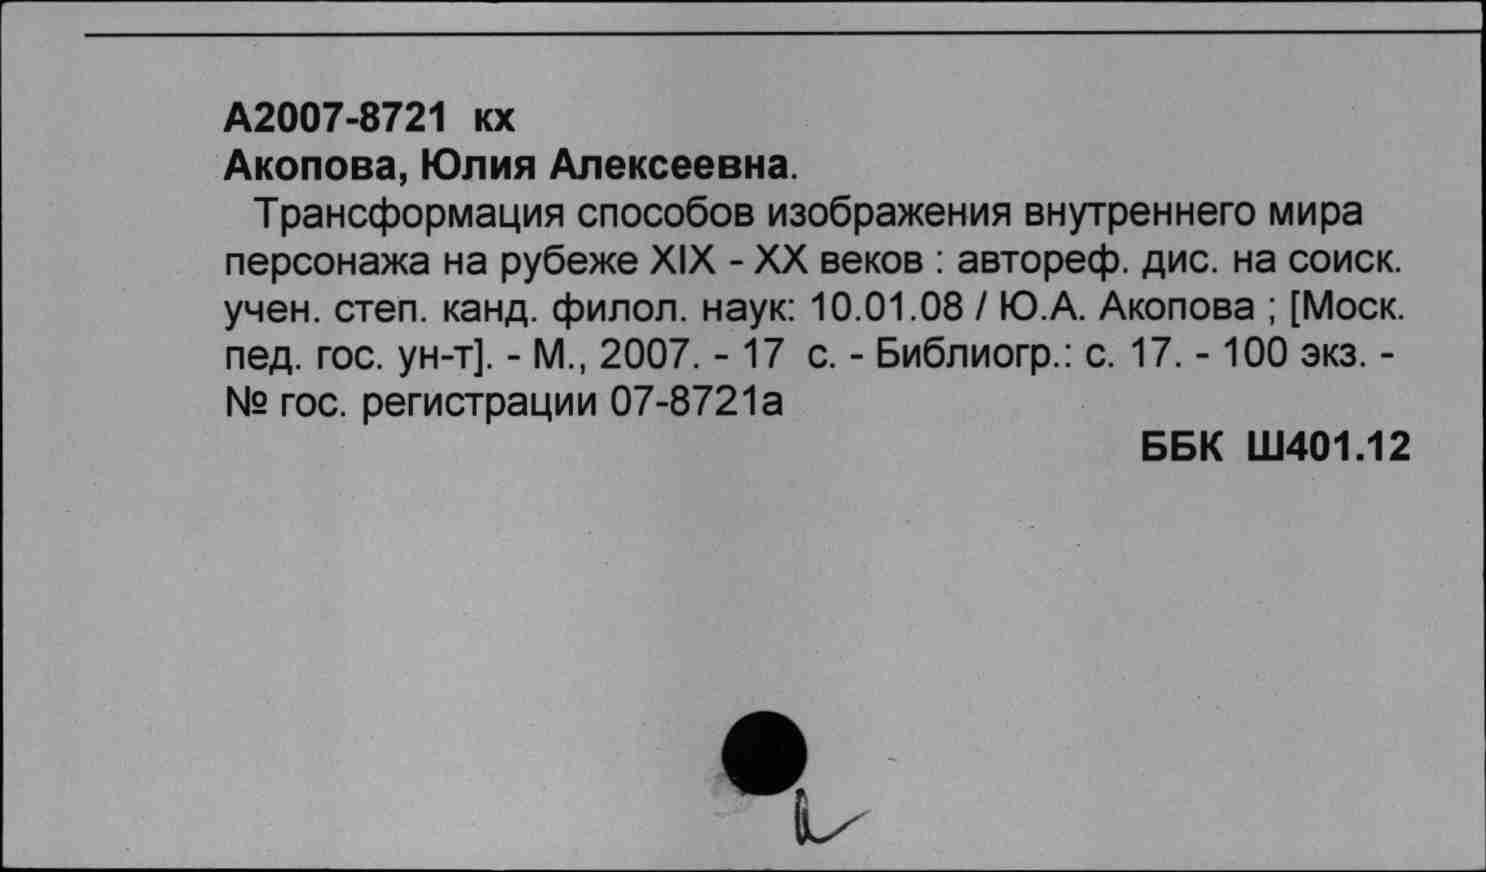 А2007-8721 кх
Акопова, Юлия Алексеевна.
Трансформация способов изображения внутреннего мира
персонажа на рубеже XIX - XX веков : автореф. дис. на соиск.
учен. степ. канд. филол. наук: 10.01.08 / Ю.А. Акопова ; [Моск.
пед. гос. ун-т]. - М., 2007. - 17 с. - Библиогр.: с. 17. - 100 экз. -
№ гос. регистрации 07-8721а
ББК Ш401.12